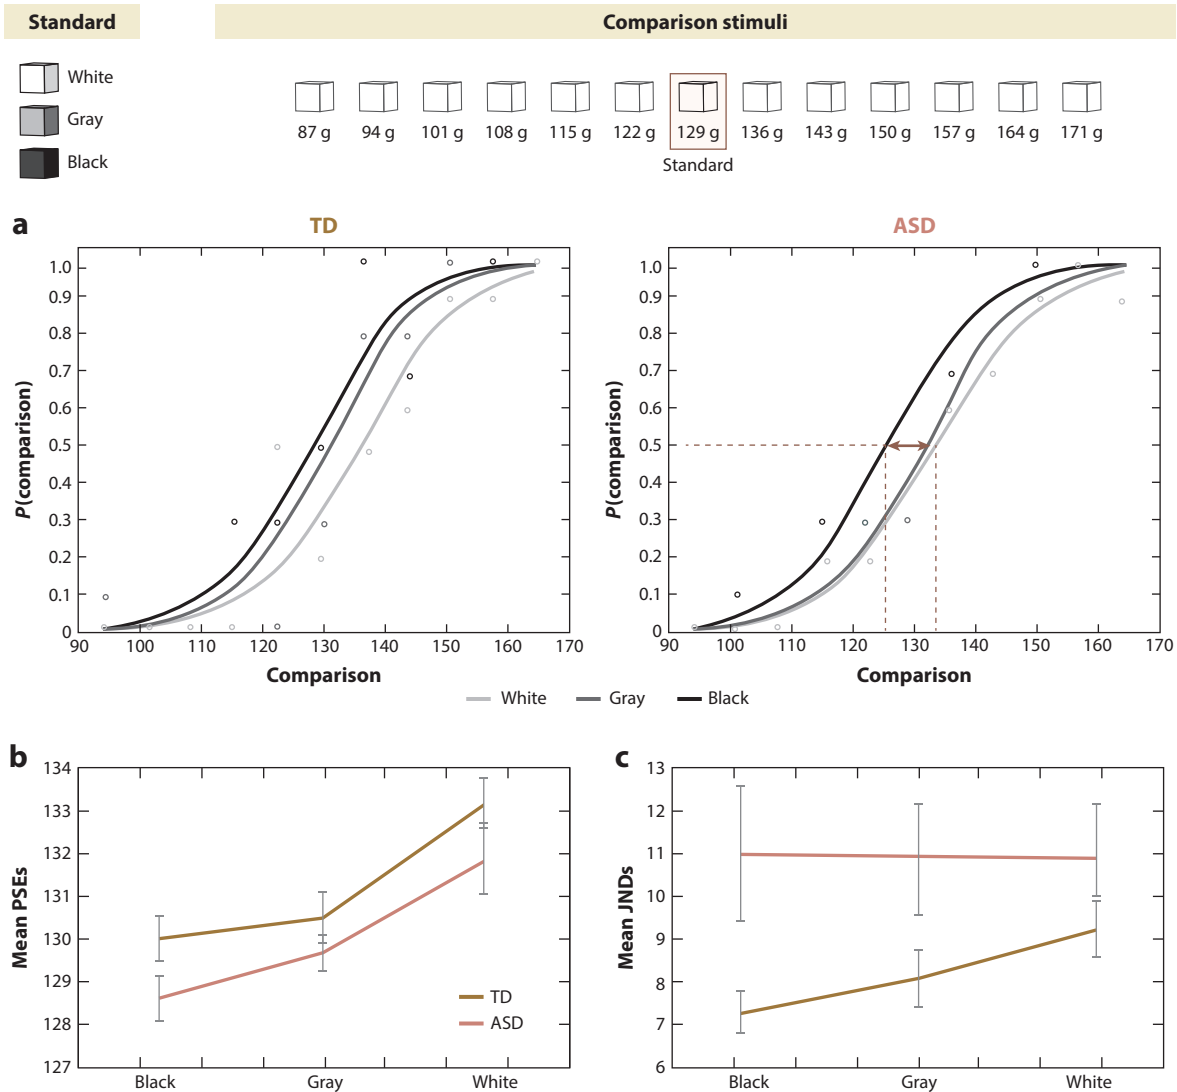 Standard
Comparison stimuli
White
Gray
Black
87 g 94 g 101 g 108 g 115 g 122 g 129 g 136 g 143 g 150 g 157 g 164 g 171 g
Standard
a
TD
ASD
P(comparison)
1.0
0.9
0.8
0.7
0.6
0.5
0.4
0.3
0.2
0.1
0
90 100 110 120 130 140 150 160 170
Comparison
P(comparison)
1.0
0.9
0.8
0.7
0.6
0.5
0.4
0.3
0.2
0.1
0
90 100 110 120 130 140 150 160 170
Comparison
White Gray Black
b
Mean PSEs
134
133
132
131
130
129
128
127
TD
ASD
Black Gray White
c
Mean JNDs
13
12
11
10
9
8
7
6
Black Gray White